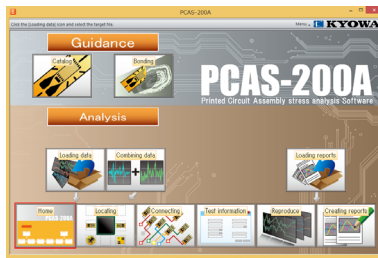 PCAS-200A
Click the [Loading data] icon and select the target file.
Menu
KYOWA
Guidance
Catalog
Bonding
PCAS-200A
Printed Circuit Assembly stress analysis Software
Analysis
Loading data
Combining data
Loading reports
Home
PCAS-200A
Locating
Connecting
Test information
Reproduce
Creating reports